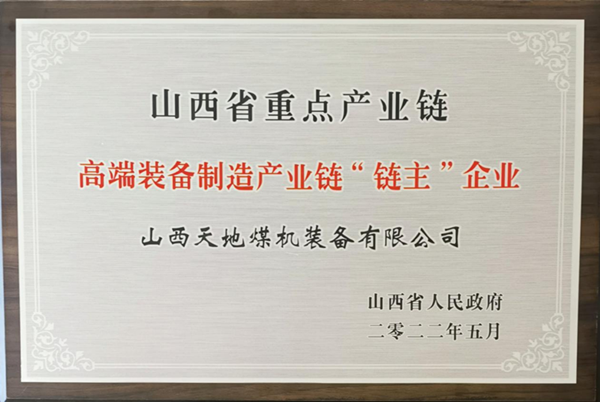 山西省重点产业链
高端装备制造产业链“链主”企业
山西天地煤机装备有限公司
山西省人民政府
二零二二年五月